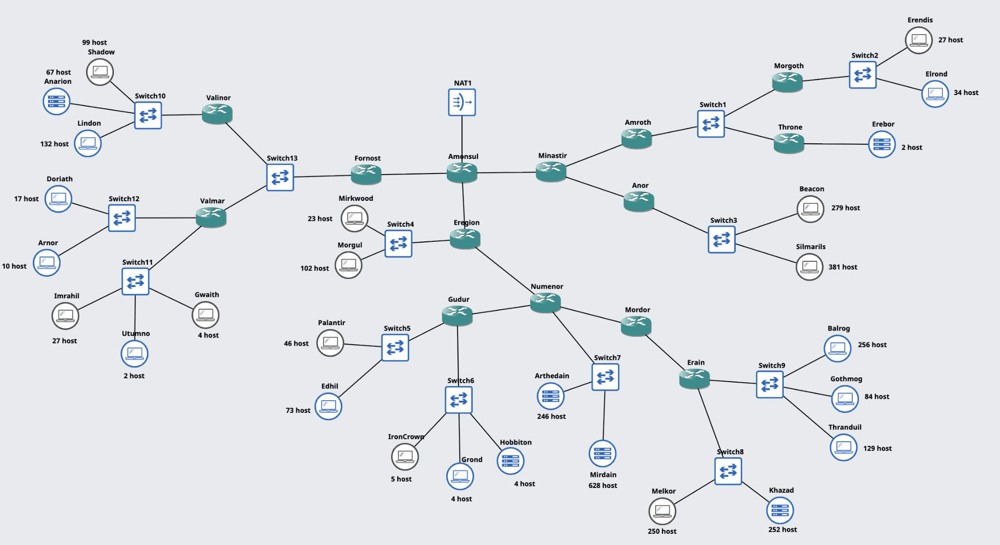 Erendis
27 host
99 host
Shadow
Switch2
Morgoth
67 host
Anarion
Elrond
34 host
NAT1
Switch10
Valinor
Switch1
Lindon
132 host
Amroth
Throne
Erebor
2 host
Switch13
Fornost
Amonsul
Minastir
Doriath
17 host
Switch12
Valmar
Mirkwood
23 host
Anor
Beacon
279 host
Switch4
Eregion
Switch3
Arnor
10 host
Morgul
102 host
Silmarils
381 host
Switch11
Imrahil
27 host
Gwaith
4 host
Utumno
2 host
Numenor
Gudur
Mordor
Palantir
46 host
Switch5
Balrog
256 host
Switch7
Erain
Switch9
Arthedain
246 host
Gothmog
84 host
Switch6
Edhil
73 host
Thranduil
129 host
IronCrown
5 host
Hobbiton
4 host
Grond
4 host
Switch8
Mirdain
628 host
Melkor
250 host
Khazad
252 host